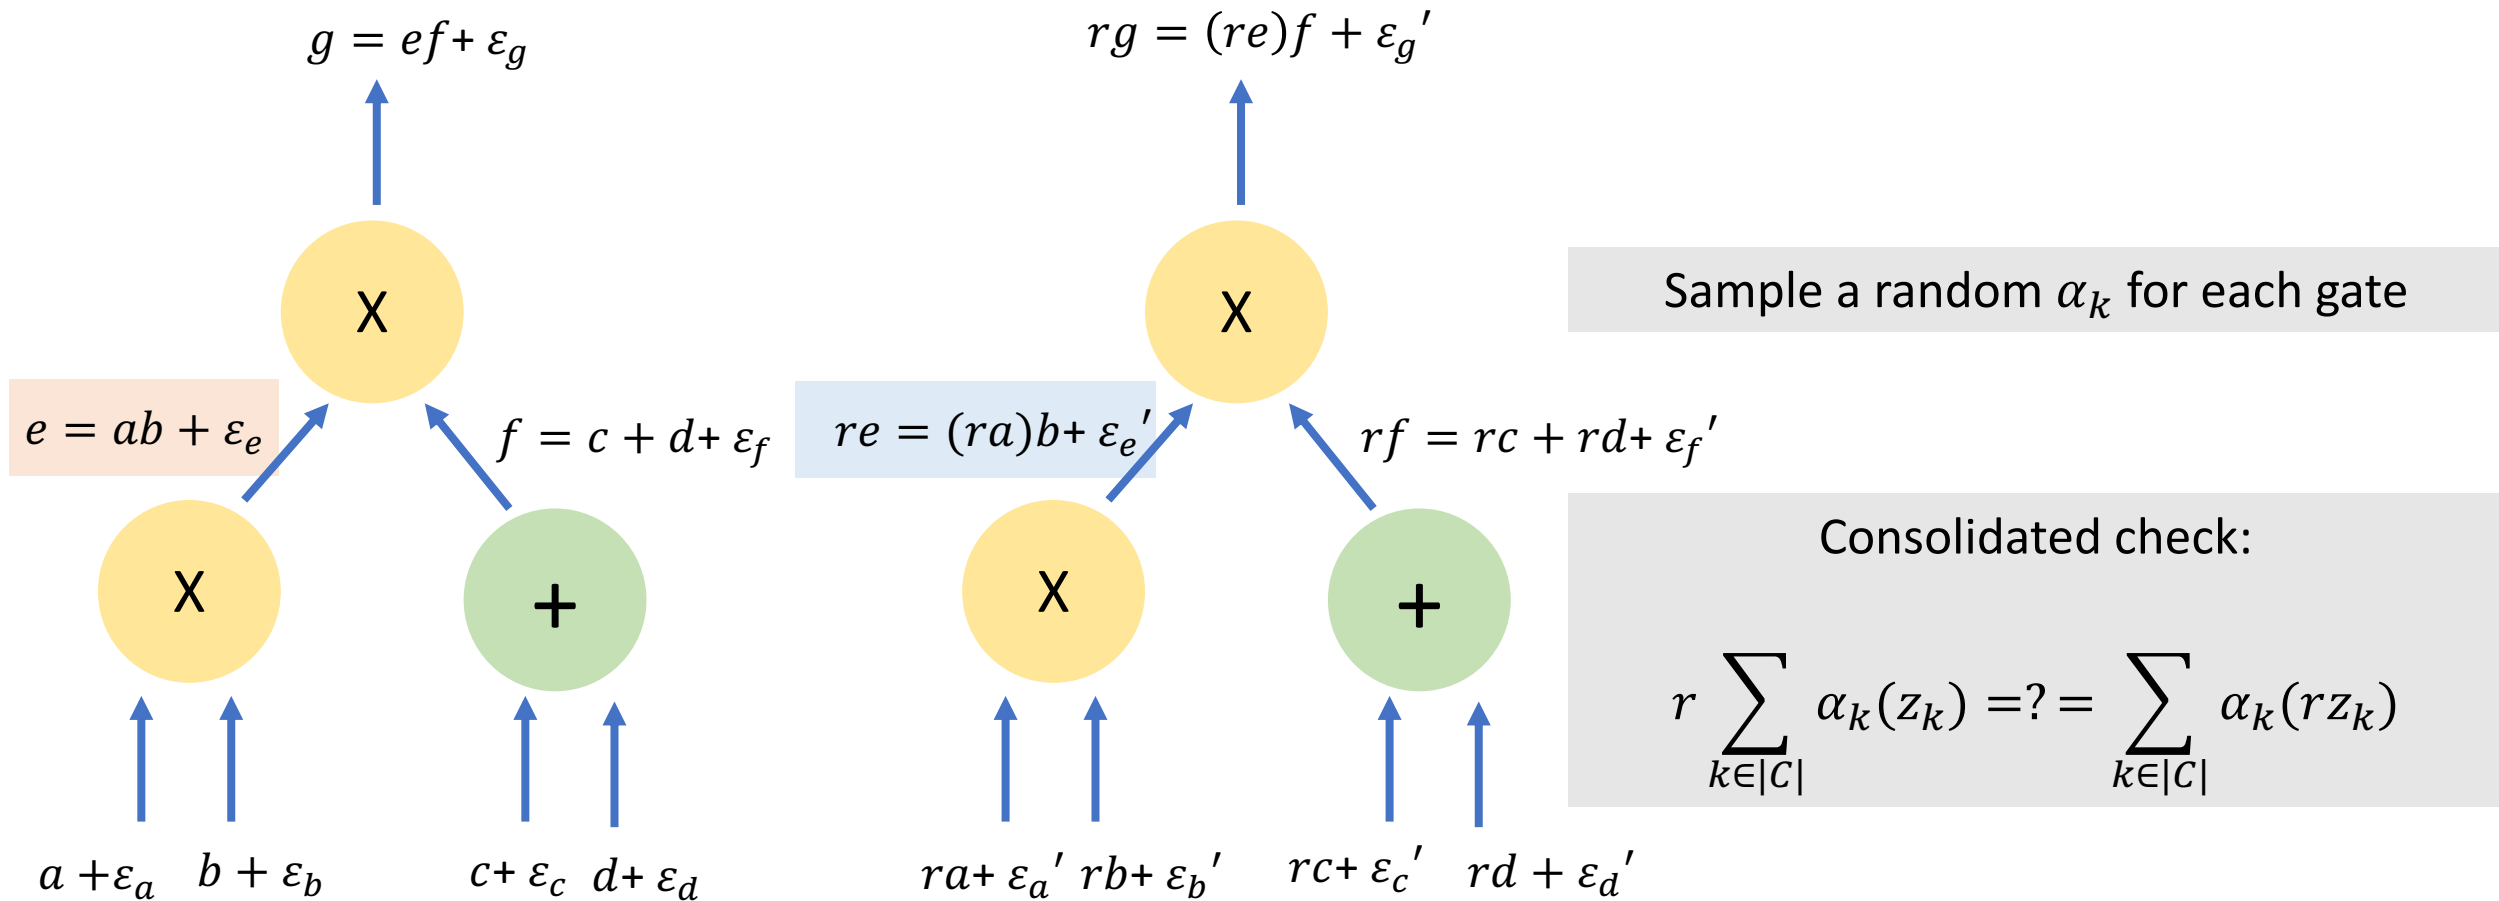 g = ef+ ε_g
rg = (re)f + ε_g′
X
X
Sample a random α_k for each gate
e = ab + ε_e
f = c + d+ ε_f
re = (ra)b+ ε_e′
rf = rc + rd+ ε_f′
X
+
X
+
Consolidated check:
r ∑_{k∈|C|} α_k(z_k) =?= ∑_{k∈|C|} α_k(rz_k)
a +ε_a
b + ε_b
c+ ε_c
d+ ε_d
ra+ ε_a′
rb+ ε_b′
rc+ ε_c′
rd + ε_d′